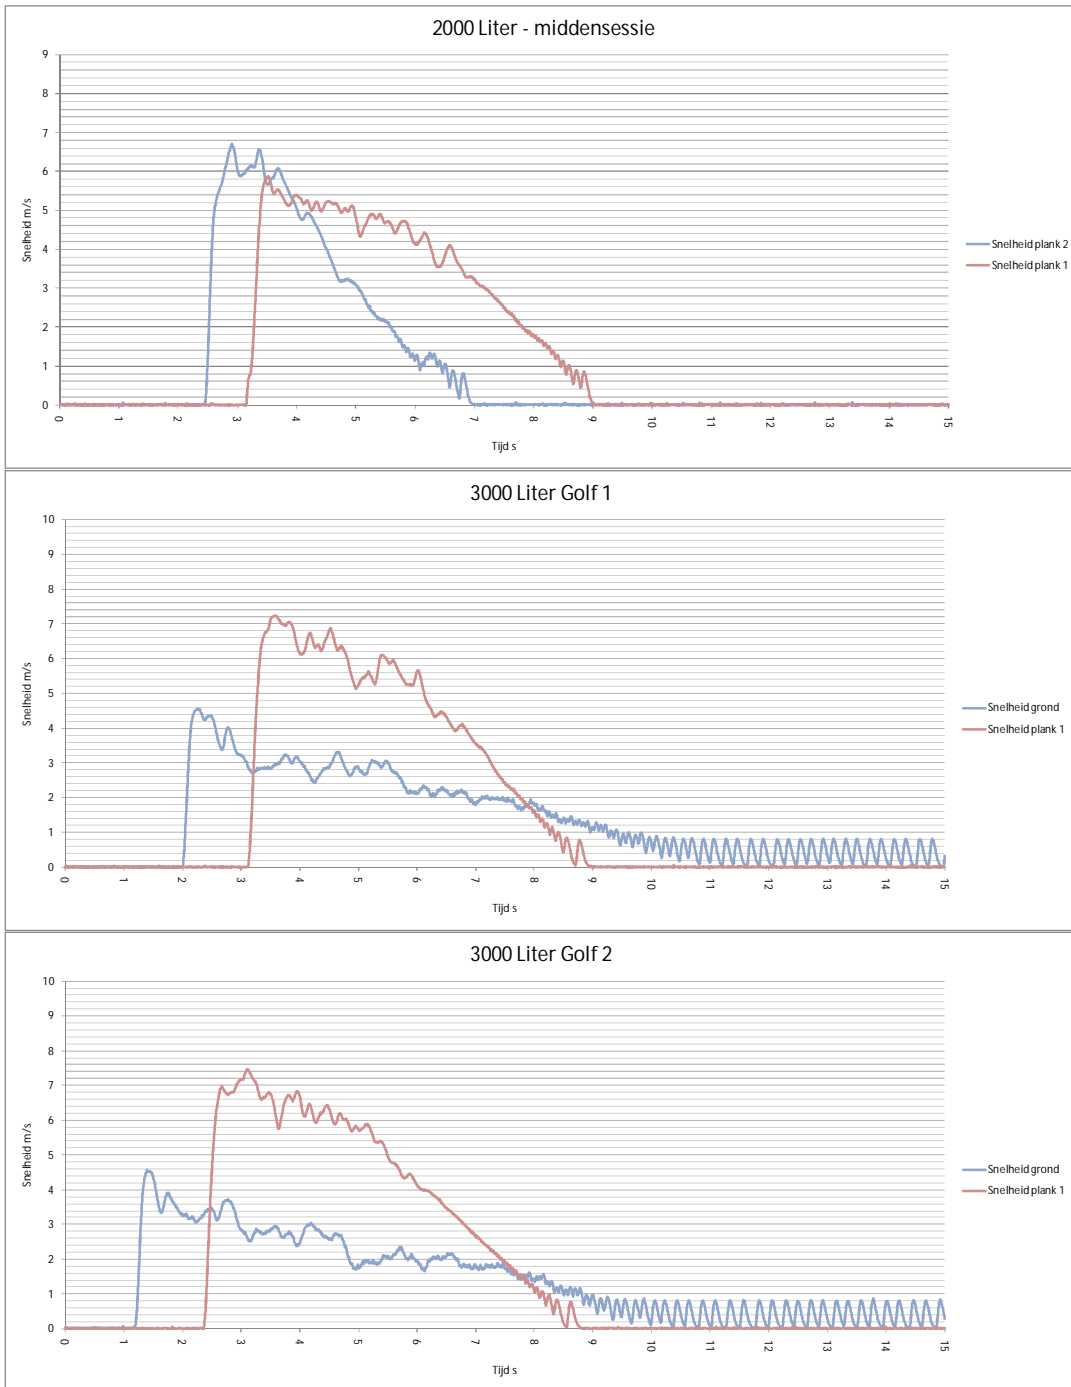 2000 Liter - middensessie
9
8
7
6
5
4
3
2
1
0
Snelheid m/s
0 1 2 3 4 5 6 7 8 9 10 11 12 13 14 15
Tijd s
Snelheid plank 2
Snelheid plank 1
3000 Liter Golf 1
10
9
8
7
6
5
4
3
2
1
0
Snelheid m/s
0 1 2 3 4 5 6 7 8 9 10 11 12 13 14 15
Tijd s
Snelheid grond
Snelheid plank 1
3000 Liter Golf 2
10
9
8
7
6
5
4
3
2
1
0
Snelheid m/s
0 1 2 3 4 5 6 7 8 9 10 11 12 13 14 15
Tijd s
Snelheid grond
Snelheid plank 1